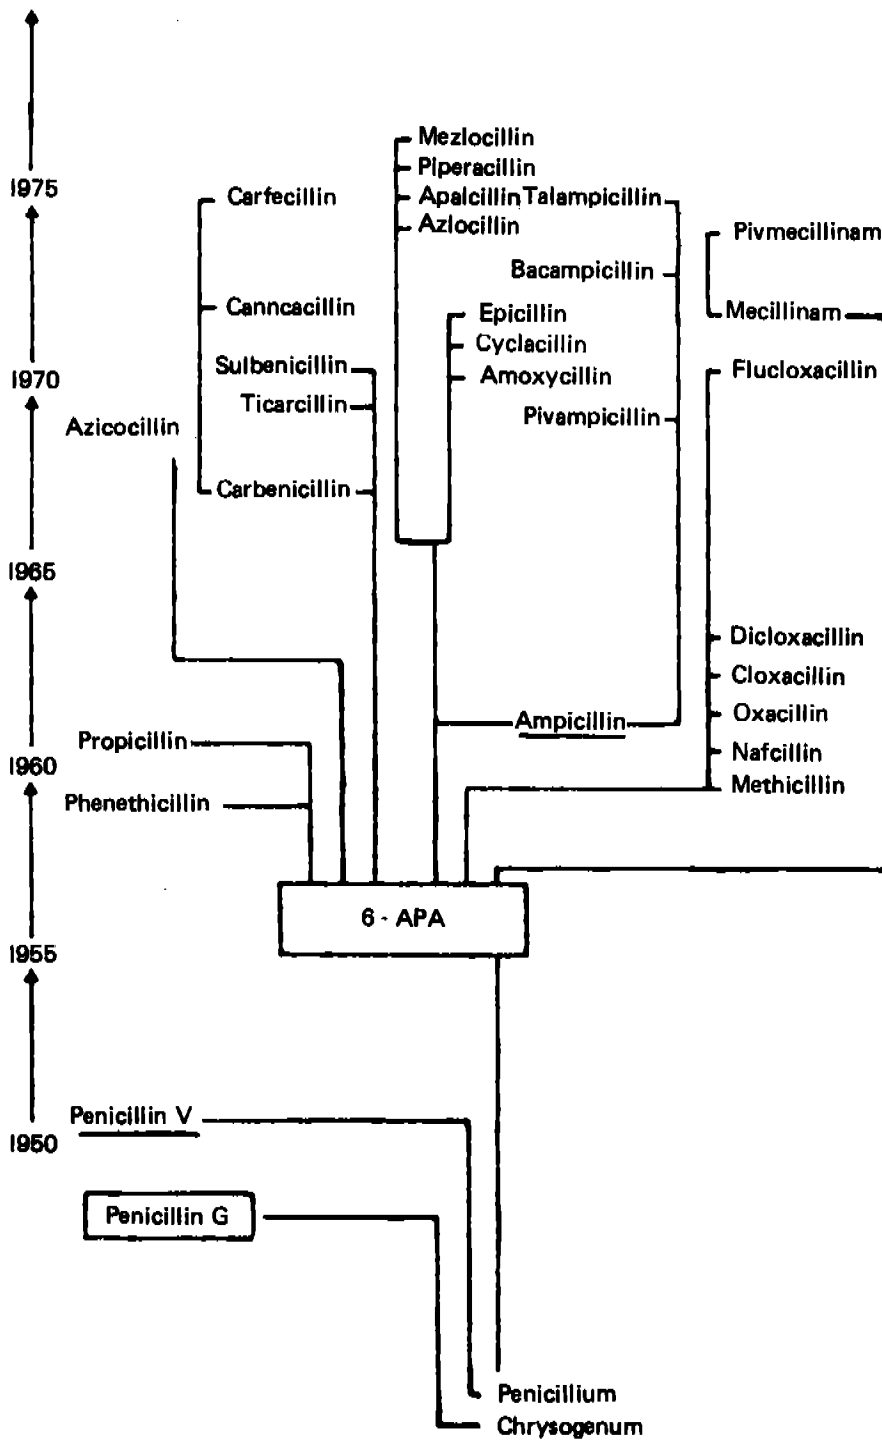 Mezlocillin
Piperacillin
1975
Carfecillin
Apalcillin Talampicillin
Azlocillin
Pivmecillinam
Bacampicillin
Canncacillin
Epicillin
Mecillinam
Cyclacillin
Sulbenicillin
Amoxycillin
Flucloxacillin
1970
Ticarcillin
Azicocillin
Pivampicillin
Carbenicillin
1965
Dicloxacillin
Cloxacillin
Oxacillin
Ampicillin
Propicillin
Nafcillin
1960
Methicillin
Phenethicillin
6 - APA
1955
Penicillin V
1950
Penicillin G
Penicillium
Chrysogenum